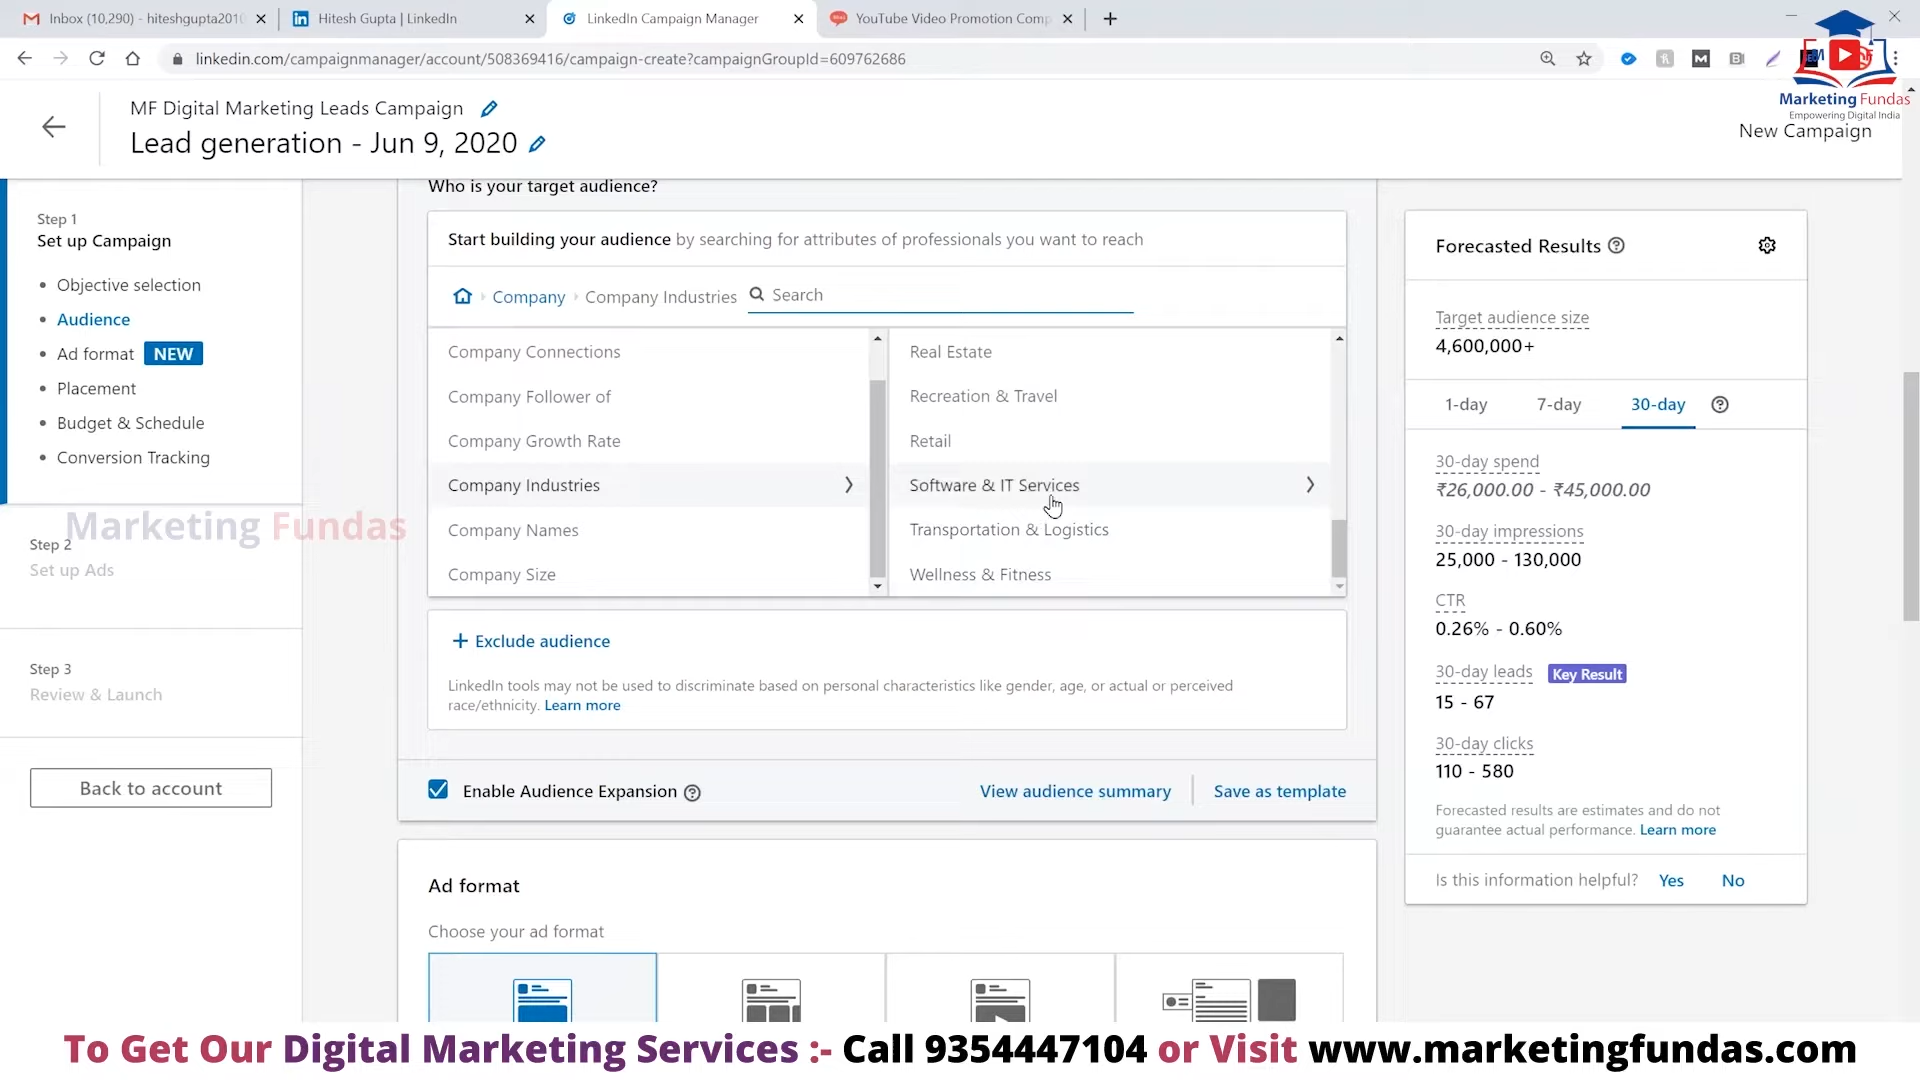 Inbox (10,290) - hiteshgupta201
Hitesh Gupta | LinkedIn
LinkedIn Campaign Manager
YouTube Video Promotion Comp
linkedin.com/campaignmanager/account/508369416/campaign-create?campaignGroupId=609762686
Marketing Fundas
Empowering Digital India
MF Digital Marketing Leads Campaign
Lead generation - Jun 9, 2020
New Campaign
Step 1
Set up Campaign
• Objective selection
• Audience
• Ad format NEW
• Placement
• Budget & Schedule
• Conversion Tracking
Marketing Fundas
Step 2
Set up Ads
Step 3
Review & Launch
Back to account
Who is your target audience?
Start building your audience by searching for attributes of professionals you want to reach
Company
Company Industries
Search
Company Connections
Company Follower of
Company Growth Rate
Company Industries
Company Names
Company Size
Real Estate
Recreation & Travel
Retail
Software & IT Services
Transportation & Logistics
Wellness & Fitness
+ Exclude audience
LinkedIn tools may not be used to discriminate based on personal characteristics like gender, age, or actual or perceived
race/ethnicity. Learn more
Enable Audience Expansion
View audience summary
Save as template
Ad format
Choose your ad format
Forecasted Results
Target audience size
4,600,000+
1-day
7-day
30-day
30-day spend
₹26,000.00 - ₹45,000.00
30-day impressions
25,000 - 130,000
CTR
0.26% - 0.60%
30-day leads Key Result
15 - 67
30-day clicks
110 - 580
Forecasted results are estimates and do not
guarantee actual performance. Learn more
Is this information helpful? Yes No
To Get Our Digital Marketing Services :- Call 9354447104 or Visit www.marketingfundas.com